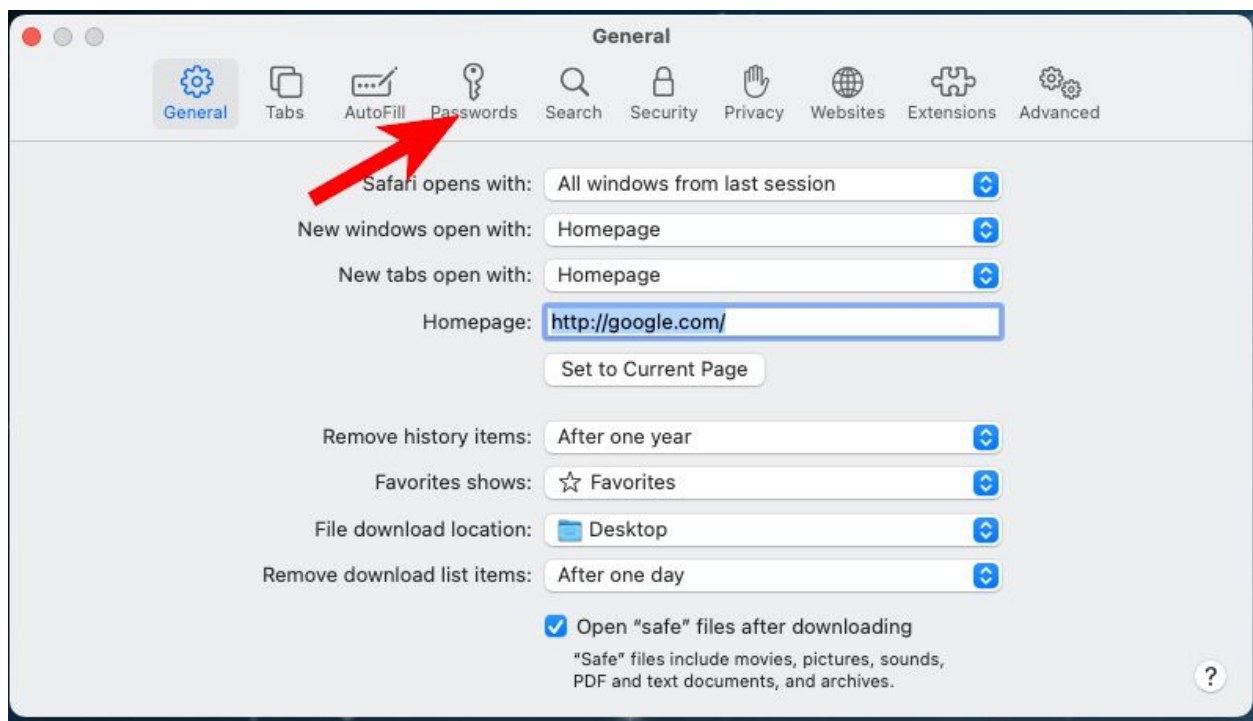 General
General Tabs AutoFill Passwords Search Security Privacy Websites Extensions Advanced
Safari opens with: All windows from last session
New windows open with: Homepage
New tabs open with: Homepage
Homepage: http://google.com/
Set to Current Page
Remove history items: After one year
Favorites shows: Favorites
File download location: Desktop
Remove download list items: After one day
Open “safe” files after downloading
“Safe” files include movies, pictures, sounds,
PDF and text documents, and archives.
?